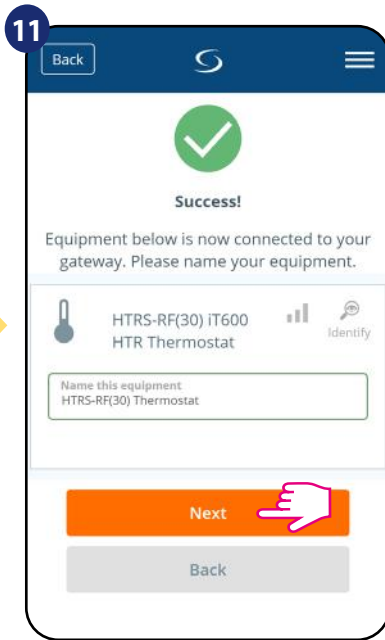 11
Back
Success!
Equipment below is now connected to your
gateway. Please name your equipment.
HTRS-RF(30) iT600
HTR Thermostat
Identify
Name this equipment
HTRS-RF(30) Thermostat
Next
Back